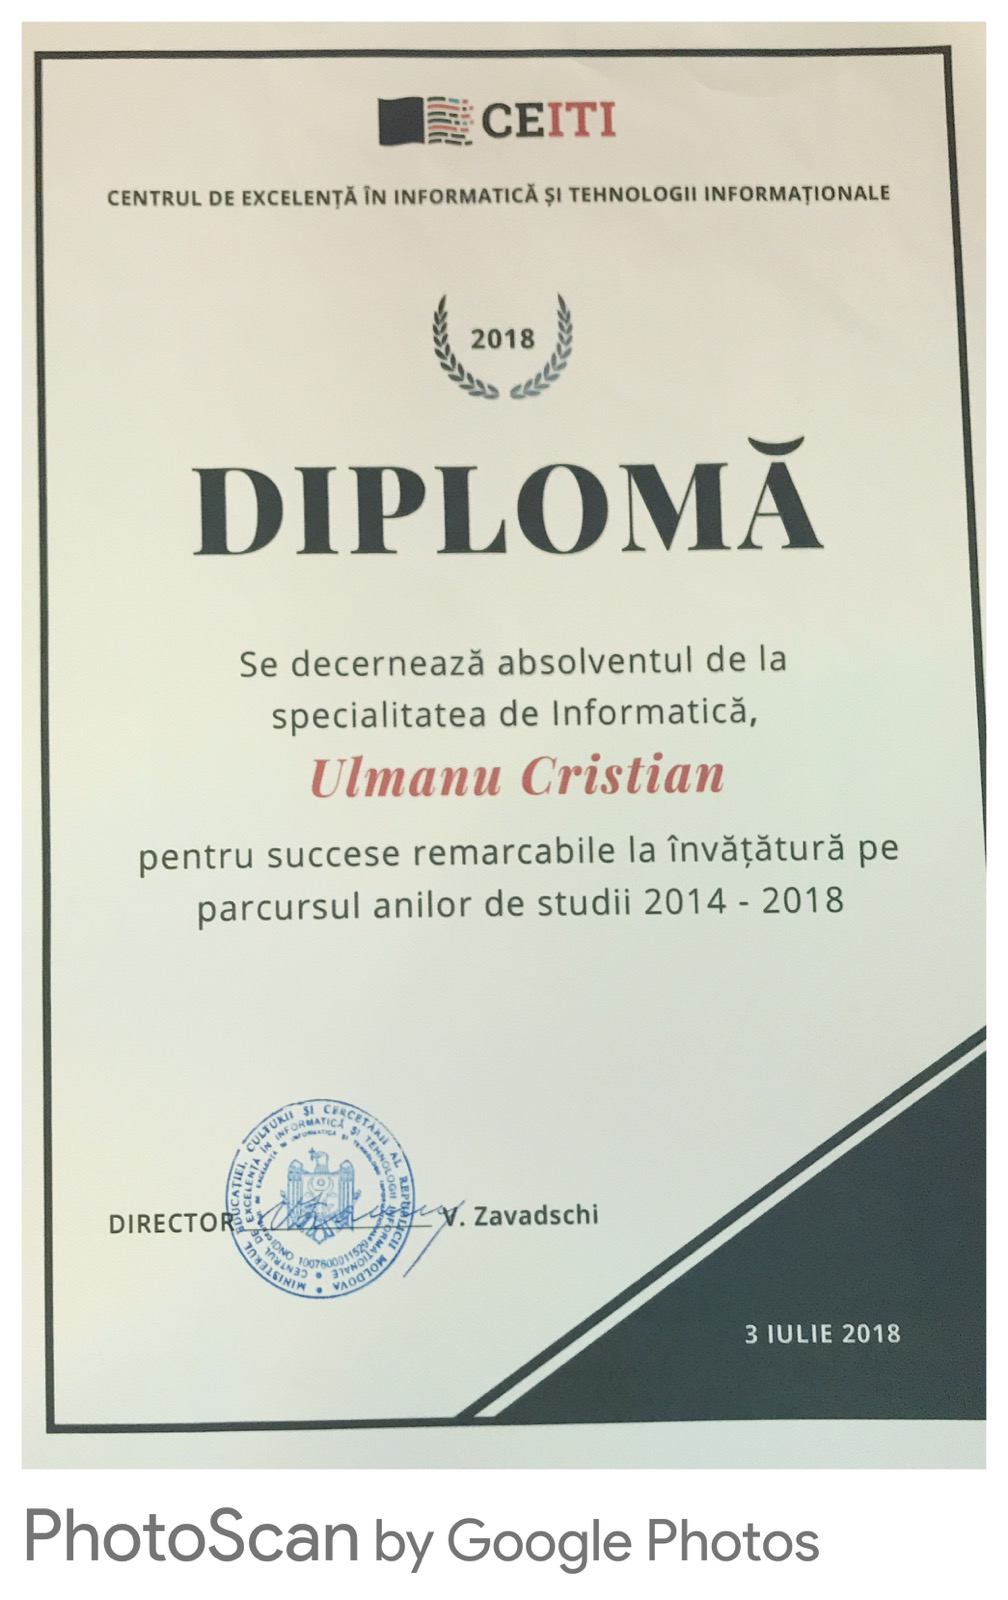 CEITI
CENTRUL DE EXCELENȚĂ ÎN INFORMATICĂ ȘI TEHNOLOGII INFORMAȚIONALE
2018
DIPLOMĂ
Se decernează absolventul de la
specialitatea de Informatică,
Ulmanu Cristian
pentru succese remarcabile la învățătură pe
parcursul anilor de studii 2014 - 2018
MINISTERUL EDUCAȚIEI, CULTURII ȘI CERCETĂRII AL REPUBLICII MOLDOVA
CENTRUL DE EXCELENȚĂ ÎN INFORMATICĂ ȘI TEHNOLOGII INFORMAȚIONALE
IDNO 1007600011529
DIRECTOR V. Zavadschi
3 IULIE 2018
PhotoScan by Google Photos